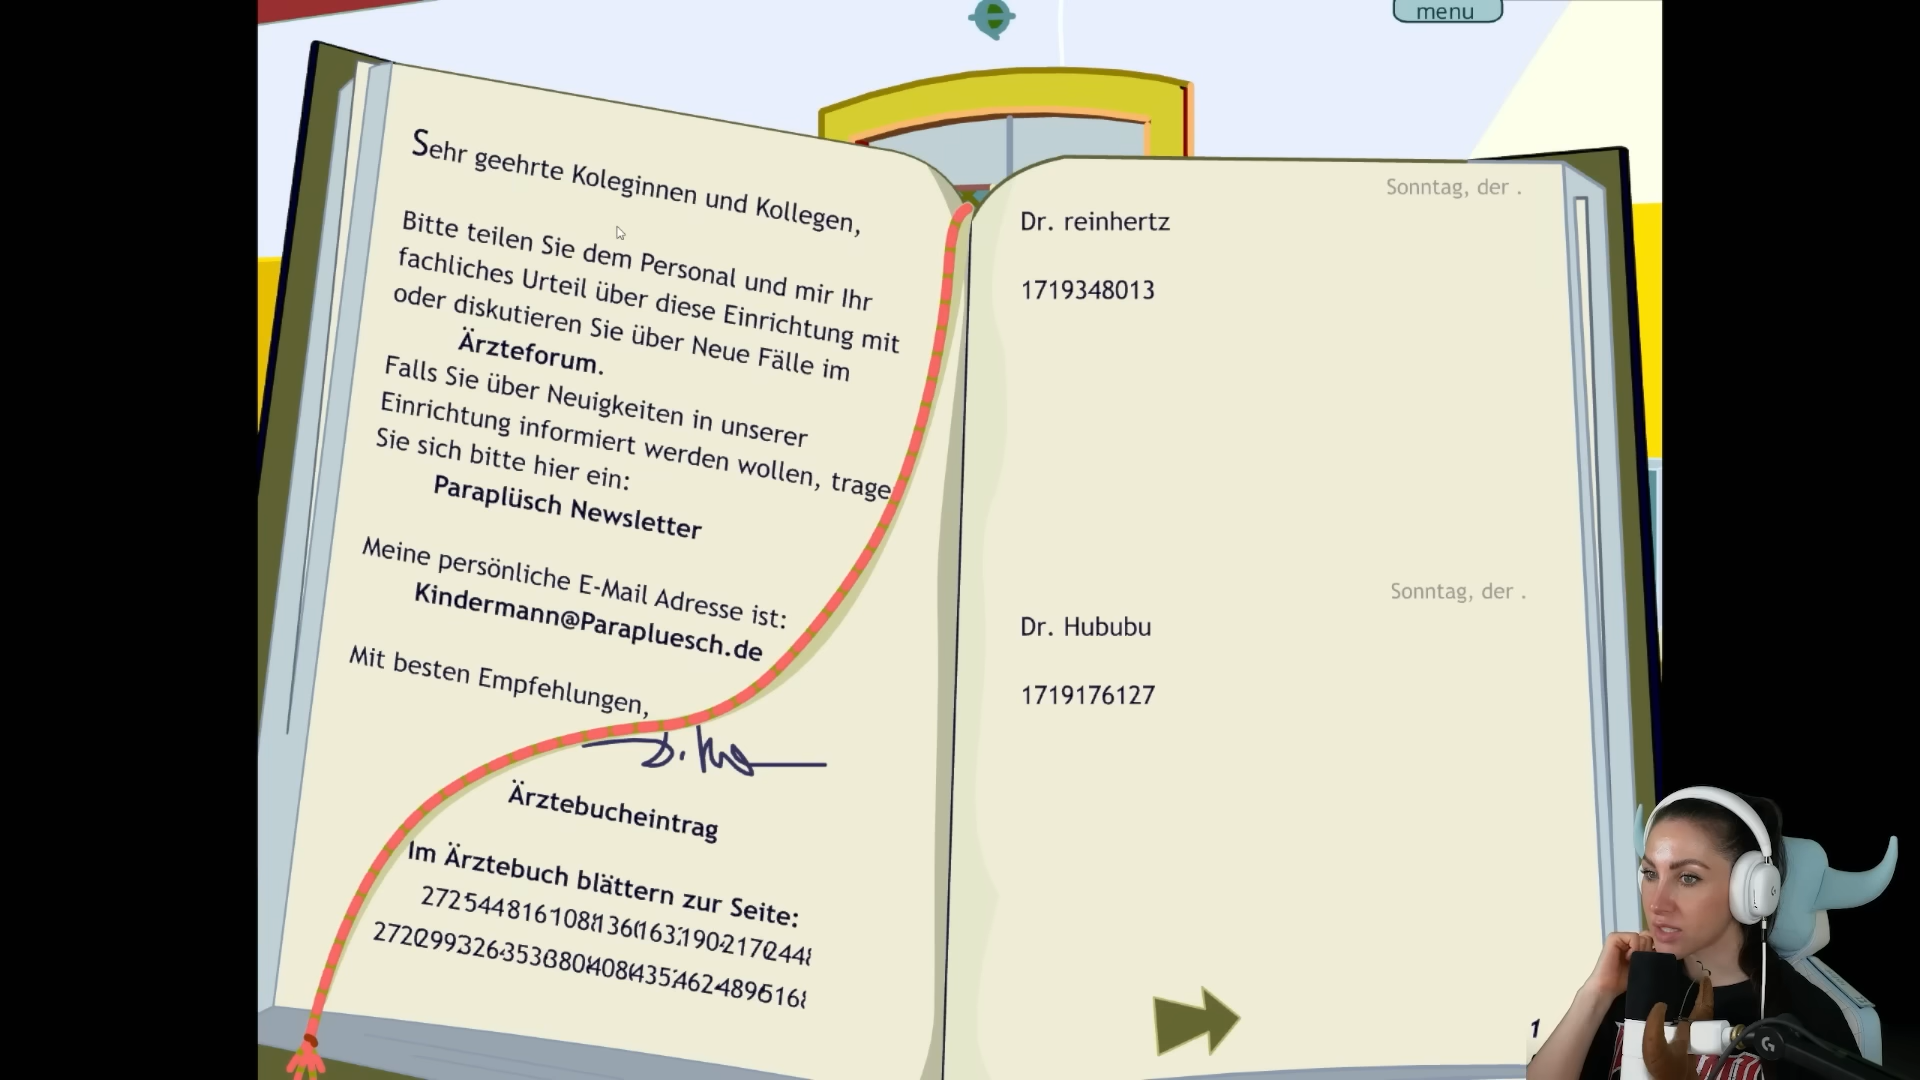 menu
Sehr geehrte Koleginnen und Kollegen,
Bitte teilen Sie dem Personal und mir Ihr
fachliches Urteil über diese Einrichtung mit
oder diskutieren Sie über Neue Fälle im
Ärzteforum.
Falls Sie über Neuigkeiten in unserer
Einrichtung informiert werden wollen, trage
Sie sich bitte hier ein:
Paraplüsch Newsletter
Meine persönliche E-Mail Adresse ist:
Kindermann@Parapluesch.de
Mit besten Empfehlungen,
Ärztebucheintrag
Im Ärztebuch blättern zur Seite:
Sonntag, der .
Dr. reinhertz
1719348013
Sonntag, der .
Dr. Hububu
1719176127
1